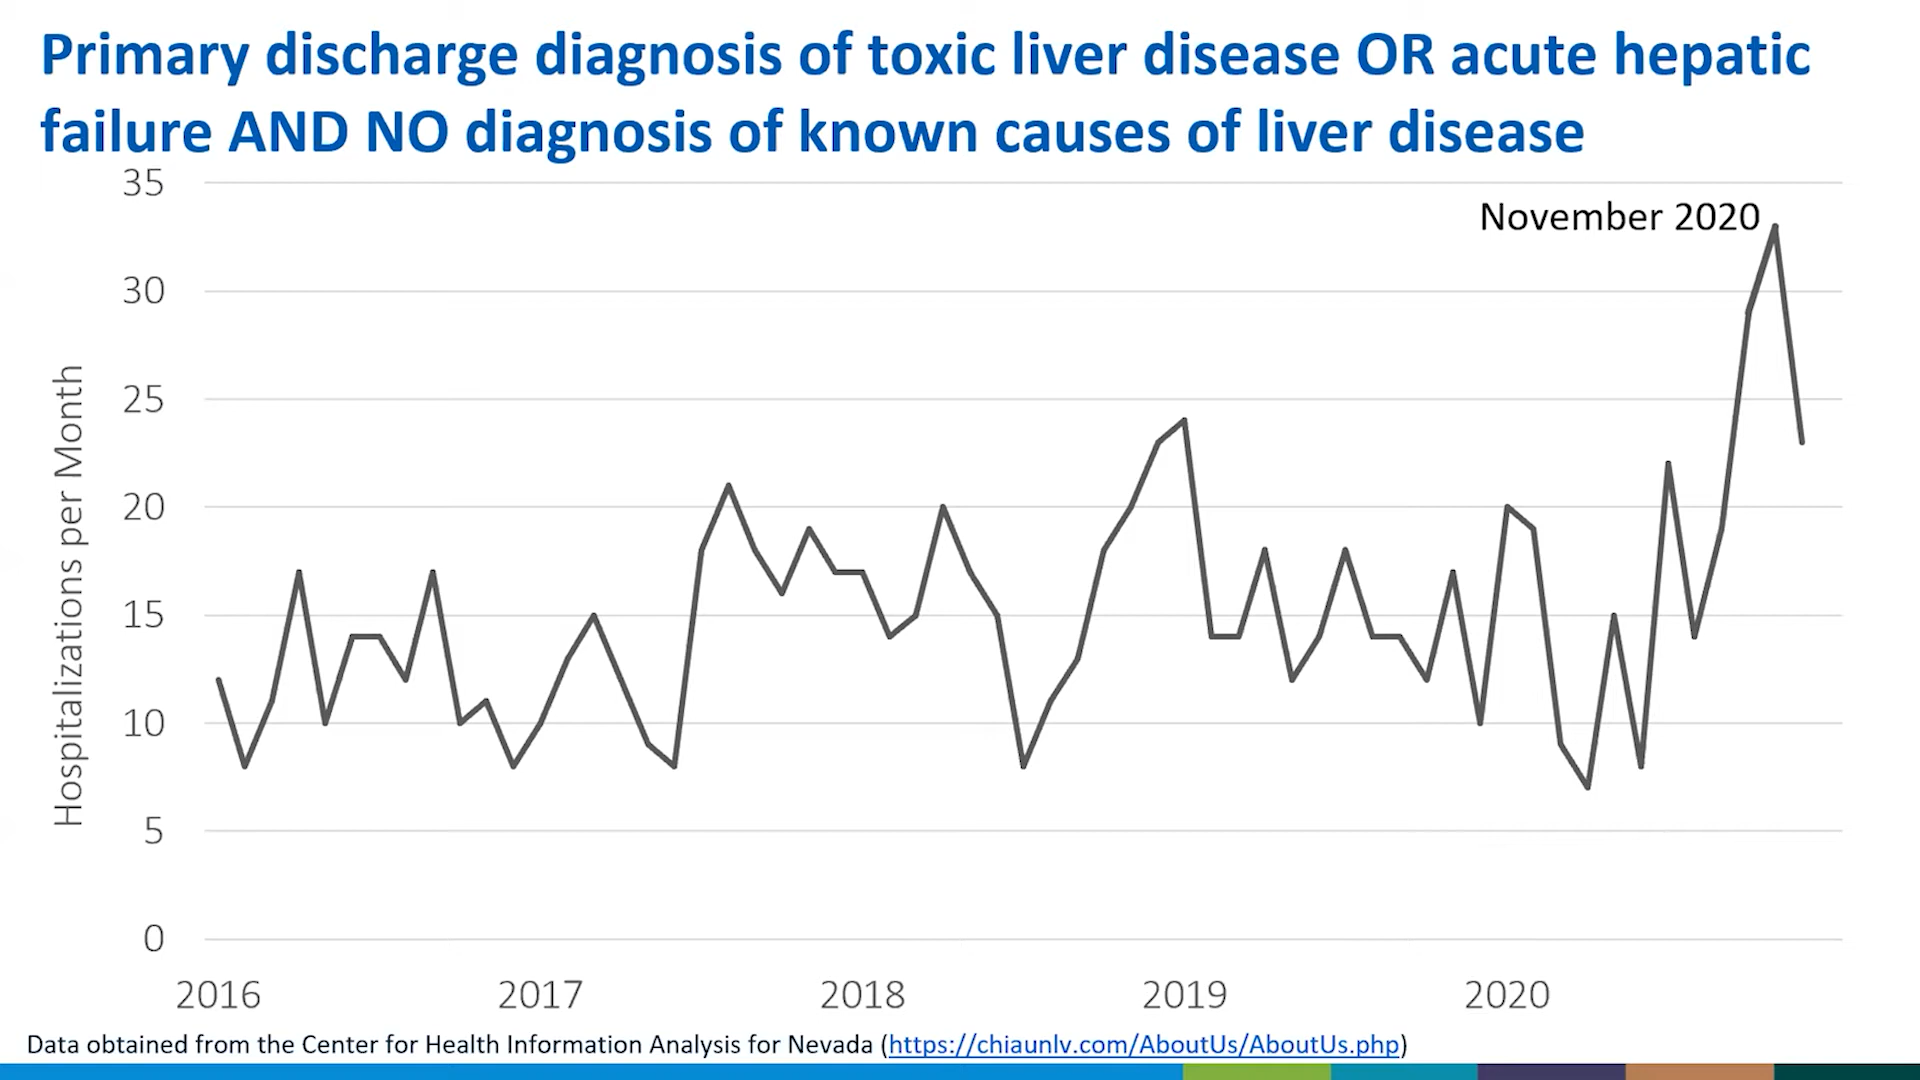 Primary discharge diagnosis of toxic liver disease OR acute hepatic
failure AND NO diagnosis of known causes of liver disease
35
November 2020
30
25
20
15
10
5
0
Hospitalizations per Month
2016 2017 2018 2019 2020
Data obtained from the Center for Health Information Analysis for Nevada (https://chiaunlv.com/AboutUs/AboutUs.php)